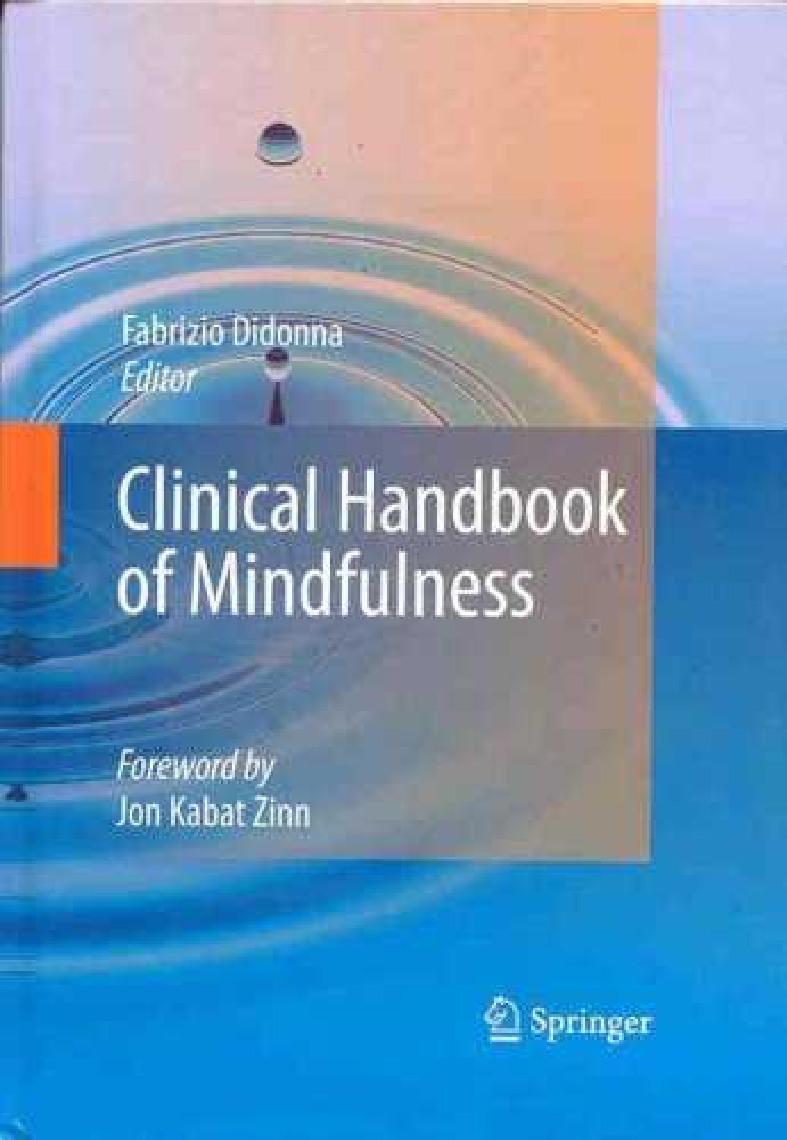 Fabrizio Didonna
Editor
Clinical Handbook
of Mindfulness
Foreword by
Jon Kabat Zinn
Springer